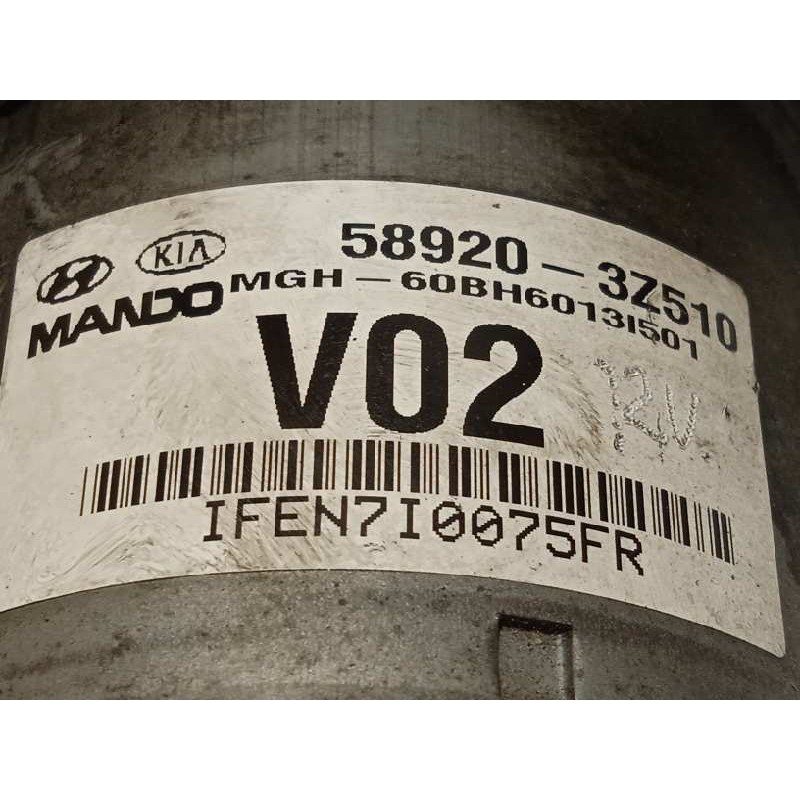 KIA 58920-3Z510
MANDO MGH-60BH6013I501
V02
12V
IFEN7I0075FR